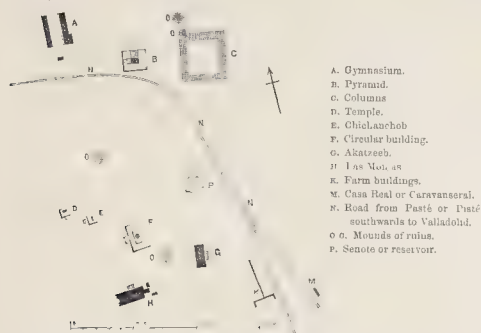 A
O
O
B
C
N
N
O
P
N
D
E
F
O
G
M
H
A. Gymnasium.
B. Pyramid.
C. Columns
D. Temple.
E. Chichanchob
F. Circular building.
G. Akatzeeb.
H Las Monjas
K. Farm buildings.
M. Casa Real or Caravanserai.
N. Road from Pasté or Pisté
southwards to Valladolid.
O O. Mounds of ruins.
P. Senote or reservoir.